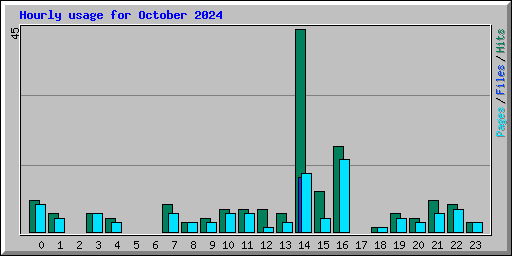 Hourly usage for October 2024
45
Pages/Files/Hits
0 1 2 3 4 5 6 7 8 9 10 11 12 13 14 15 16 17 18 19 20 21 22 23